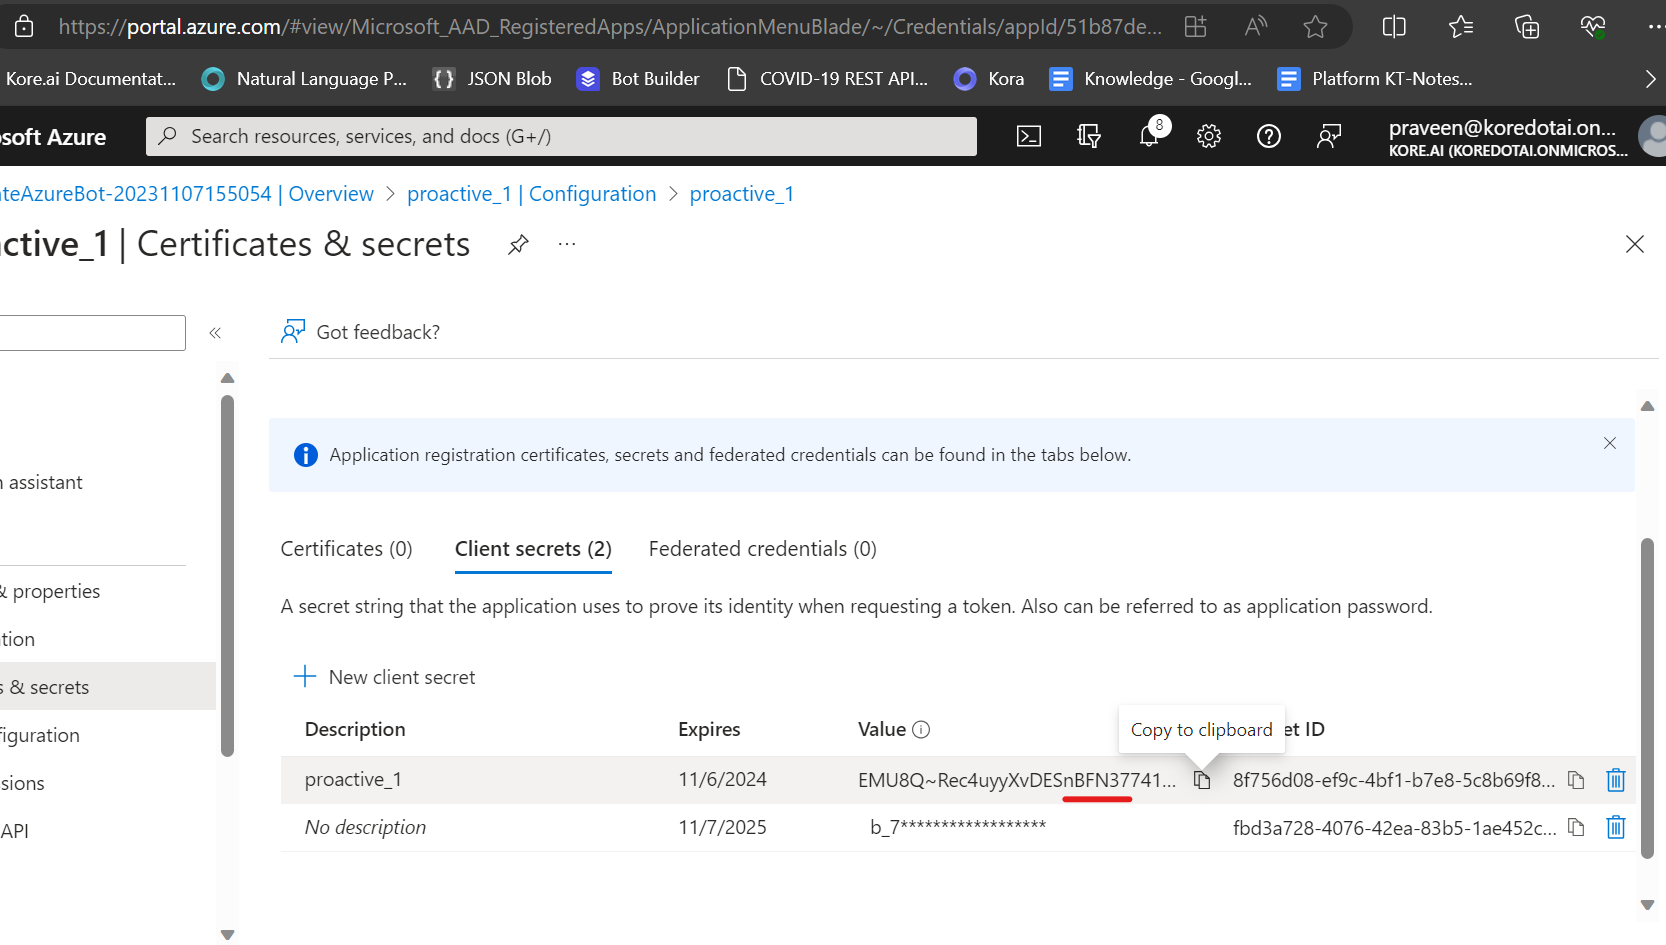 https://portal.azure.com/#view/Microsoft_AAD_RegisteredApps/ApplicationMenuBlade/~/Credentials/appId/51b87de...
Kore.ai Documentat... Natural Language P... JSON Blob Bot Builder COVID-19 REST API... Kora Knowledge - Googl... Platform KT-Notes...
soft Azure Search resources, services, and docs (G+/) 8 praveen@koredotai.on...
KORE.AI (KOREDOTAI.ONMICROS...
ateAzureBot-20231107155054 | Overview > proactive_1 | Configuration > proactive_1
active_1 | Certificates & secrets
Got feedback?
Application registration certificates, secrets and federated credentials can be found in the tabs below.
assistant
Certificates (0) Client secrets (2) Federated credentials (0)
& properties
A secret string that the application uses to prove its identity when requesting a token. Also can be referred to as application password.
tion
s & secrets
New client secret
figuration
Description Expires Value Copy to clipboard et ID
sions
proactive_1 11/6/2024 EMU8Q~Rec4uyyXvDESnBFN37741... 8f756d08-ef9c-4bf1-b7e8-5c8b69f8...
API
No description 11/7/2025 b_7****************** fbd3a728-4076-42ea-83b5-1ae452c...